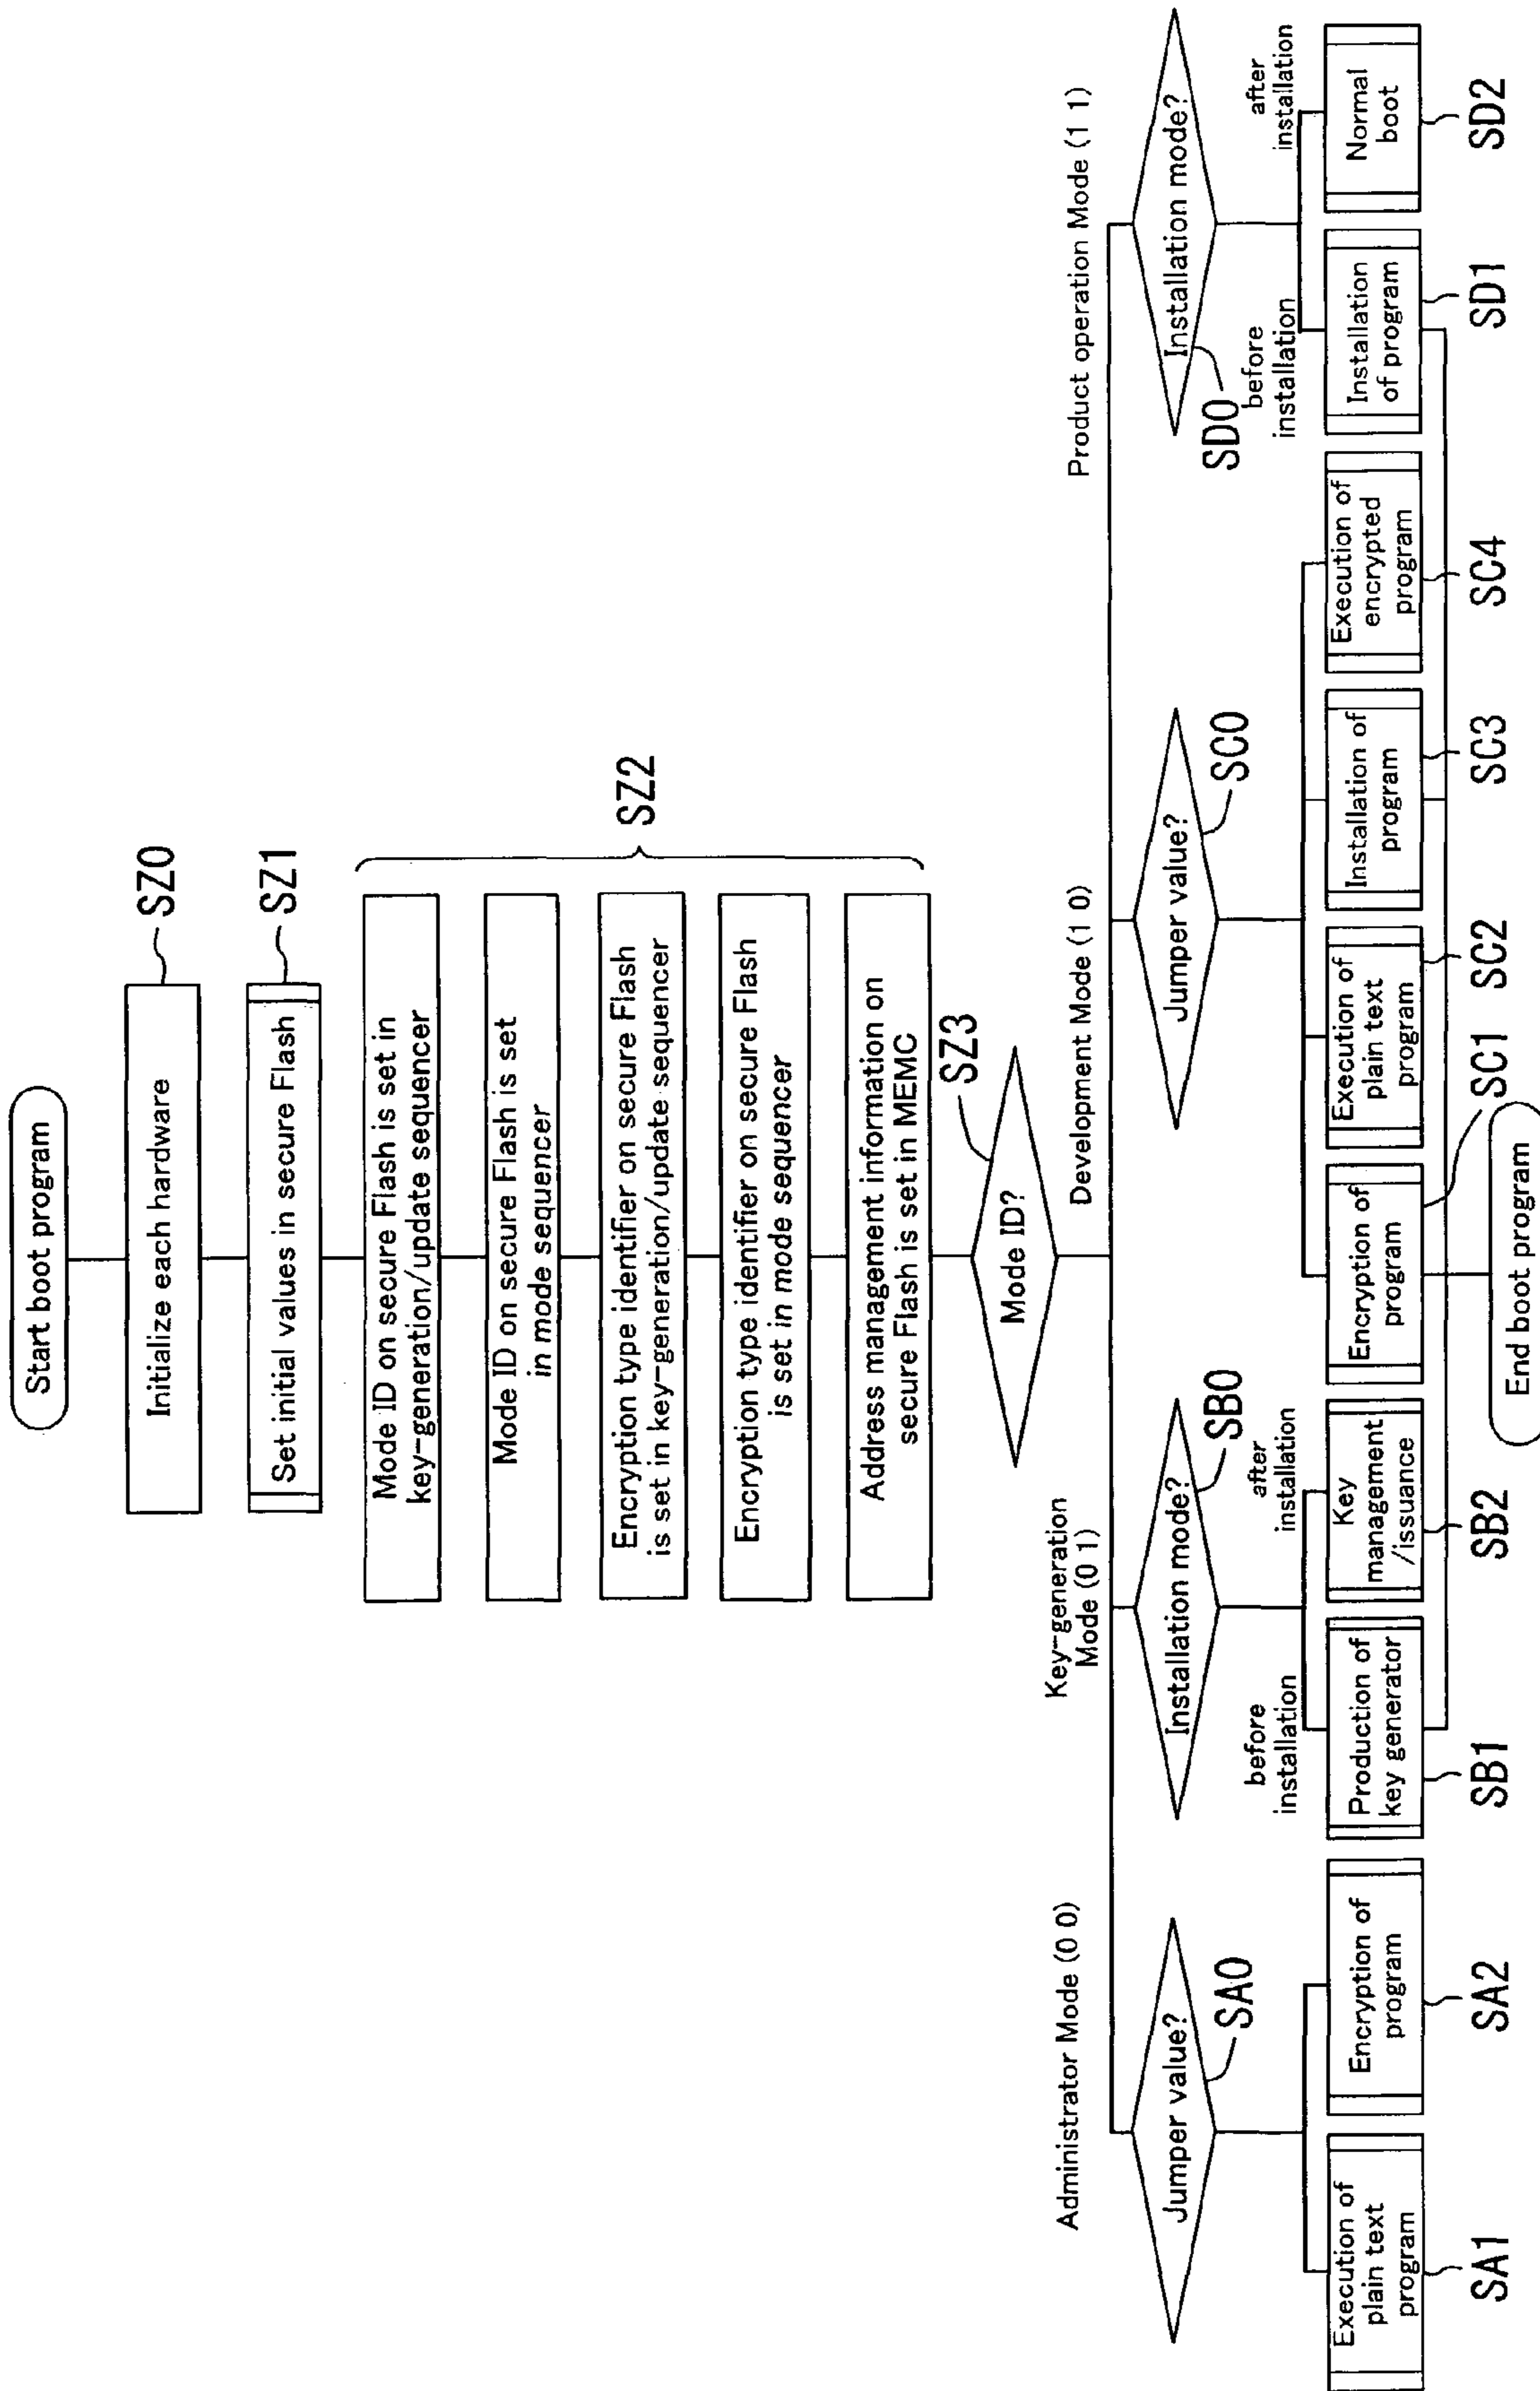 Start boot program
Initialize each hardware
SZ0
Set initial values in secure Flash
SZ1
Mode ID on secure Flash is set in
key-generation/update sequencer
Mode ID on secure Flash is set
in mode sequencer
Encryption type identifier on secure Flash
is set in key-generation/update sequencer
Encryption type identifier on secure Flash
is set in mode sequencer
Address management information on
secure Flash is set in MEMC
SZ2
Mode ID?
SZ3
Administrator Mode (0 0)
Key-generation
Mode (0 1)
Development Mode (1 0)
Product operation Mode (1 1)
Jumper value?
SA0
Installation mode?
SB0
Jumper value?
SC0
Installation mode?
SD0
before
installation
after
installation
before
installation
after
installation
Execution of
plain text
program
Encryption of
program
Production of
key generator
Key
management
/issuance
Encryption of
program
Execution of
plain text
program
Installation of
program
Execution of
encrypted
program
Installation
of program
Normal
boot
SA1
SA2
SB1
SB2
SC1
SC2
SC3
SC4
SD1
SD2
End boot program